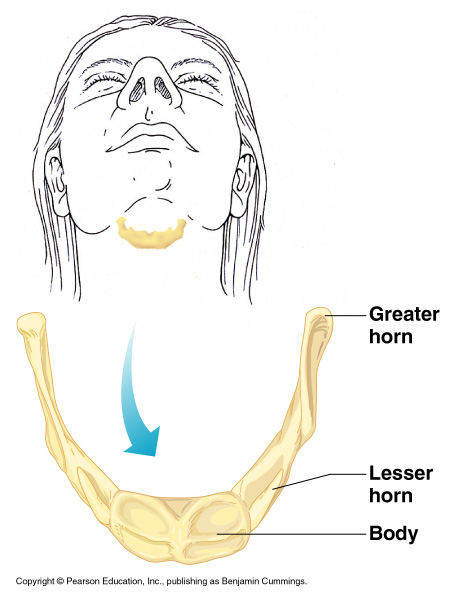 Greater
horn
Lesser
horn
Body
Copyright © Pearson Education, Inc., publishing as Benjamin Cummings.